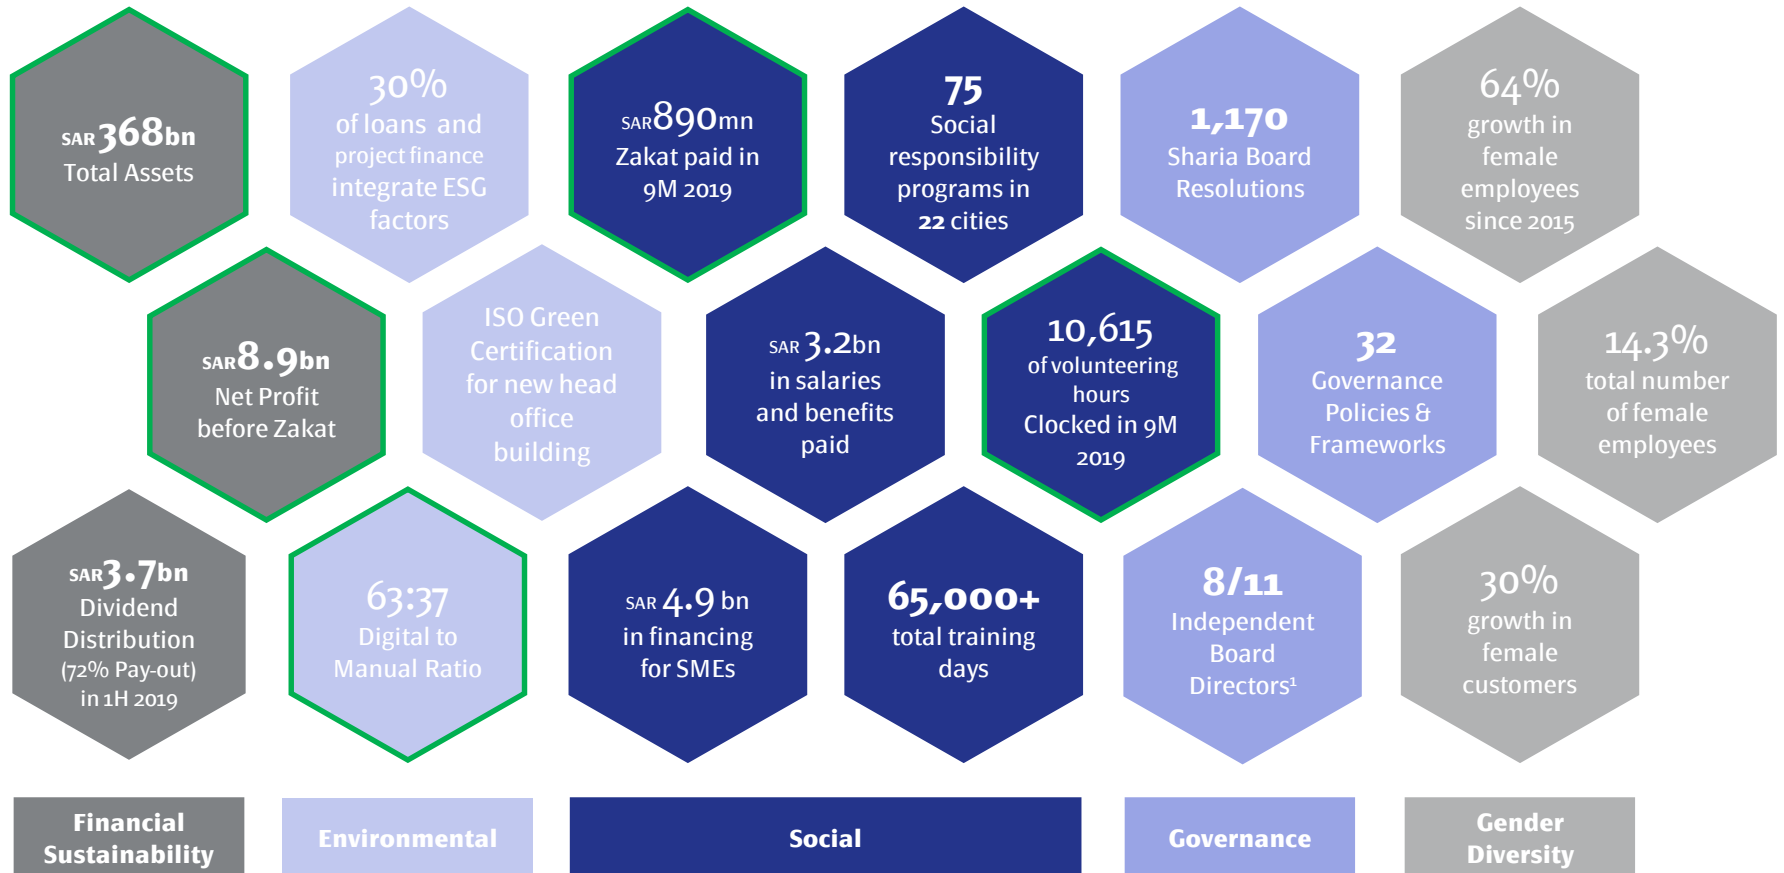 SAR 368bn
Total Assets
30%
of loans and
project finance
integrate ESG
factors
SAR890mn
Zakat paid in
9M 2019
75
Social
responsibility
programs in
22 cities
1,170
Sharia Board
Resolutions
64%
growth in
female
employees
since 2015
SAR8.9bn
Net Profit
before Zakat
ISO Green
Certification
for new head
office
building
SAR 3.2bn
in salaries
and benefits
paid
10,615
of volunteering
hours
Clocked in 9M
2019
32
Governance
Policies &
Frameworks
14.3%
total number
of female
employees
SAR3.7bn
Dividend
Distribution
(72% Pay-out)
in 1H 2019
63:37
Digital to
Manual Ratio
SAR 4.9 bn
in financing
for SMEs
65,000+
total training
days
8/11
Independent
Board
Directors¹
30%
growth in
female
customers
Financial
Sustainability
Environmental
Social
Governance
Gender
Diversity